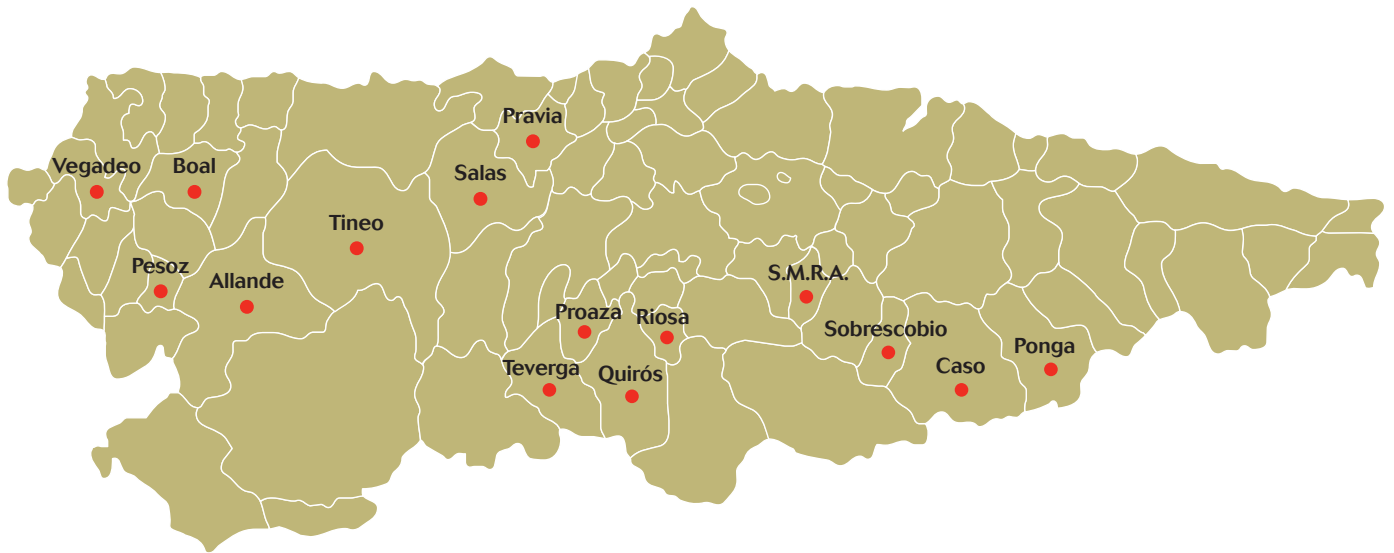 Pravia
Vegadeo
Boal
Salas
Tineo
Pesoz
Allande
S.M.R.A.
Proaza
Riosa
Sobrescobio
Ponga
Teverga
Quirós
Caso